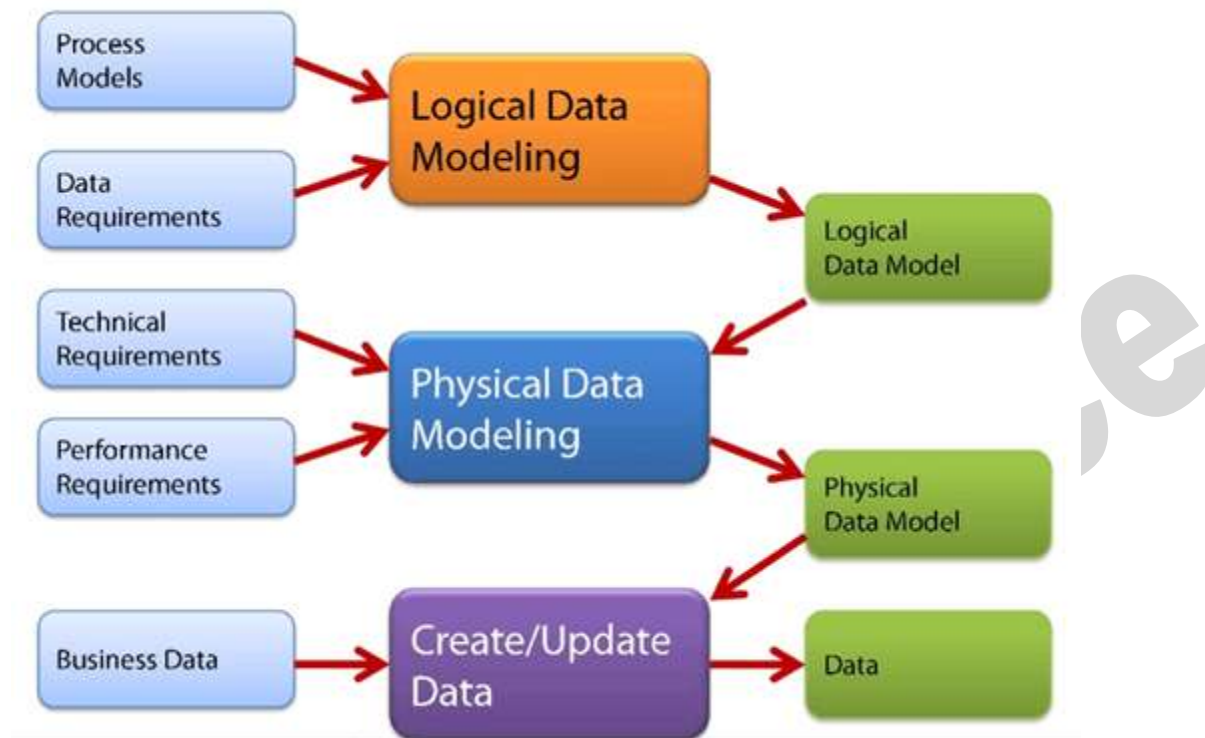 Process
Models
Logical Data
Modeling
Data
Requirements
Logical
Data Model
Technical
Requirements
Physical Data
Modeling
Performance
Requirements
Physical
Data Model
Business Data
Create/Update
Data
Data